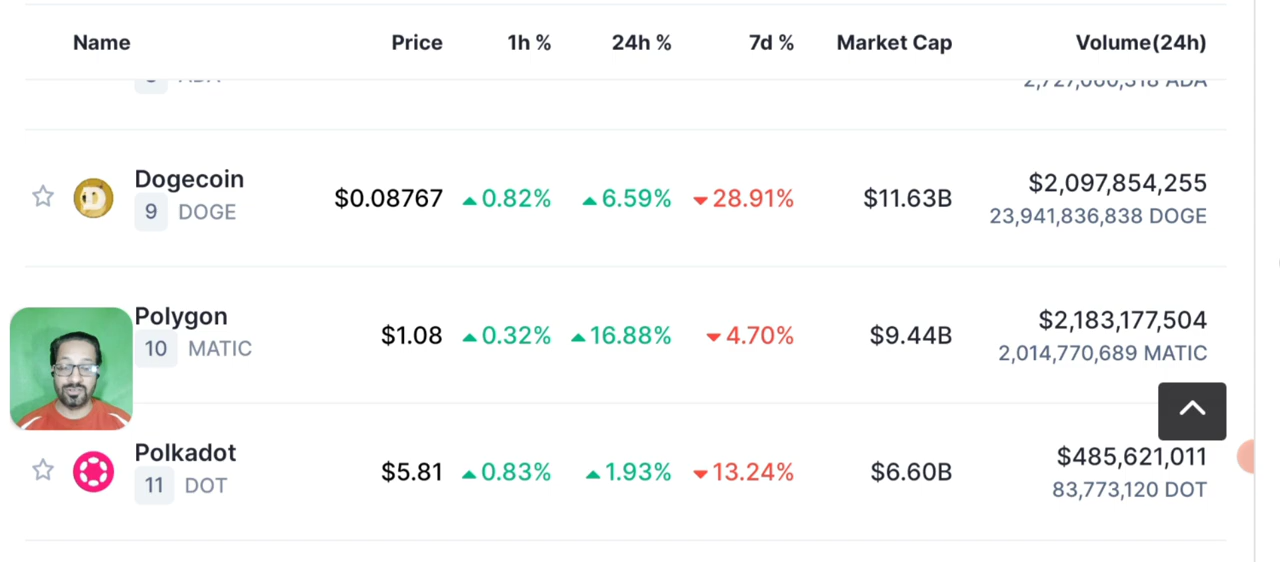 Name Price 1h % 24h % 7d % Market Cap Volume(24h)
Dogecoin
9 DOGE
$0.08767 0.82% 6.59% 28.91% $11.63B
$2,097,854,255
23,941,836,838 DOGE
Polygon
10 MATIC
$1.08 0.32% 16.88% 4.70% $9.44B
$2,183,177,504
2,014,770,689 MATIC
Polkadot
11 DOT
$5.81 0.83% 1.93% 13.24% $6.60B
$485,621,011
83,773,120 DOT